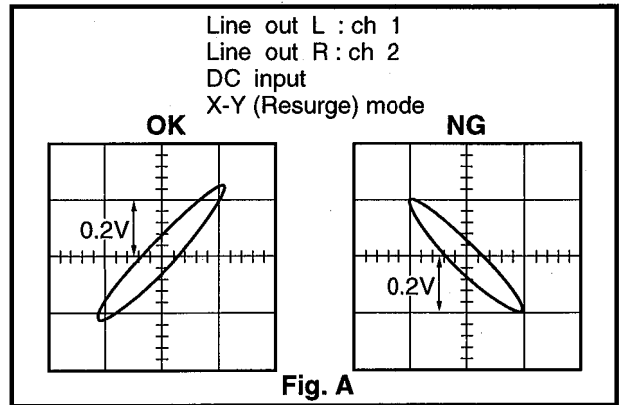 Line out L : ch 1
Line out R : ch 2
DC input
X-Y (Resurge) mode
OK
NG
0.2V
0.2V
Fig. A